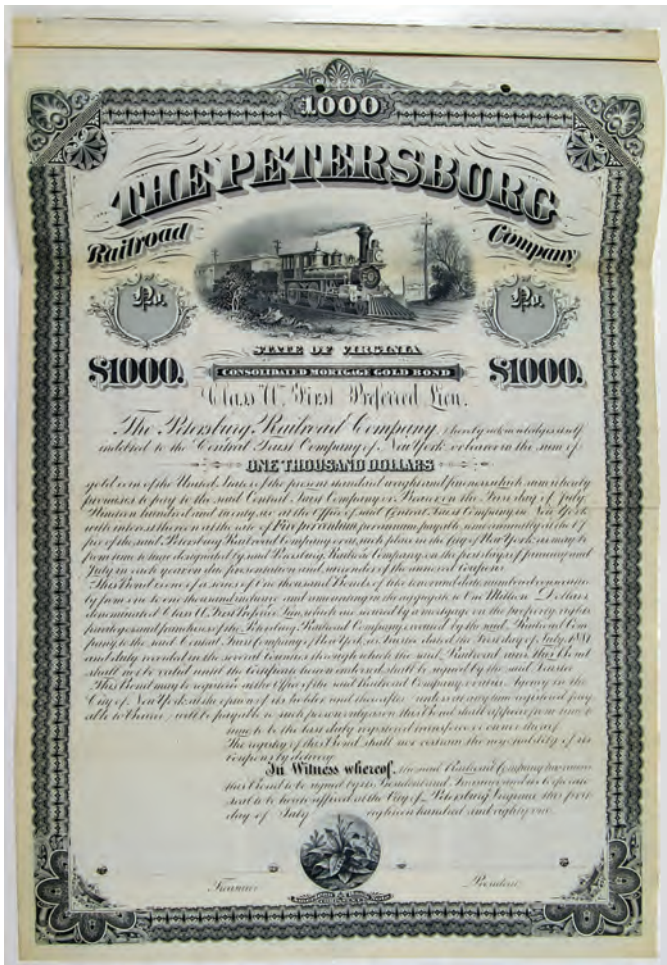 1000
THE PETERSBURG
Railroad Company
No. No.
STATE OF VIRGINIA
$1000. $1000.
CONSOLIDATED MORTGAGE GOLD BOND
Class "A" First Preferred Lien.
The Petersburg Railroad Company, hereby acknowledges itself
indebted to the Central Trust Company of New York or bearer in the sum of
ONE THOUSAND DOLLARS
gold coin of the United States of the present standard weight and fineness which sum it hereby
promises to pay to the said Central Trust Company or Bearer on the First day of July,
Nineteen hundred and twenty six at the Office of said Central Trust Company in New York
with interest thereon at the rate of Five per centum per annum payable semi annually at the Of-
fice of the said Petersburg Railroad Company or at such place in the City of New York as may be
from time to time designated by said Petersburg Railroad Company, on the first days of January and
July in each year on due presentation and surrender of the annexed Coupons.
This Bond is one of a series of One thousand Bonds of like tenor and date numbered consecutive-
ly from one to one thousand inclusive and amounting in the aggregate to One Million Dollars
denominated Class A. First Preferred Lien, which are secured by a mortgage on the property, rights
privileges and franchises of the Petersburg Railroad Company executed by the said Railroad Com-
pany to the said Central Trust Company of New York, as Trustee dated the First day of July, 1881
and duly recorded in the several Counties through which the said Railroad runs. This Bond
shall not be valid until the Certificate hereon endorsed shall be signed by the said Trustee
This Bond may be registered at the Office of the said Railroad Company or at its Agency in the
City of New York at the option of its holder and thereafter unless at any time registered pay-
able to Bearer, will be payable to such person only as on this Bond shall appear from time to
time to be the last duly registered transferee or owner thereof.
The registry of this Bond shall not restrain the negotiability of its
coupons by delivery.
In Witness whereof, the said Railroad Company has caused
this Bond to be signed by its President and Treasurer and its Corporate
seal to be hereto affixed at the City of Petersburg Virginia this first
day of July eighteen hundred and eighty one.
Treasurer President